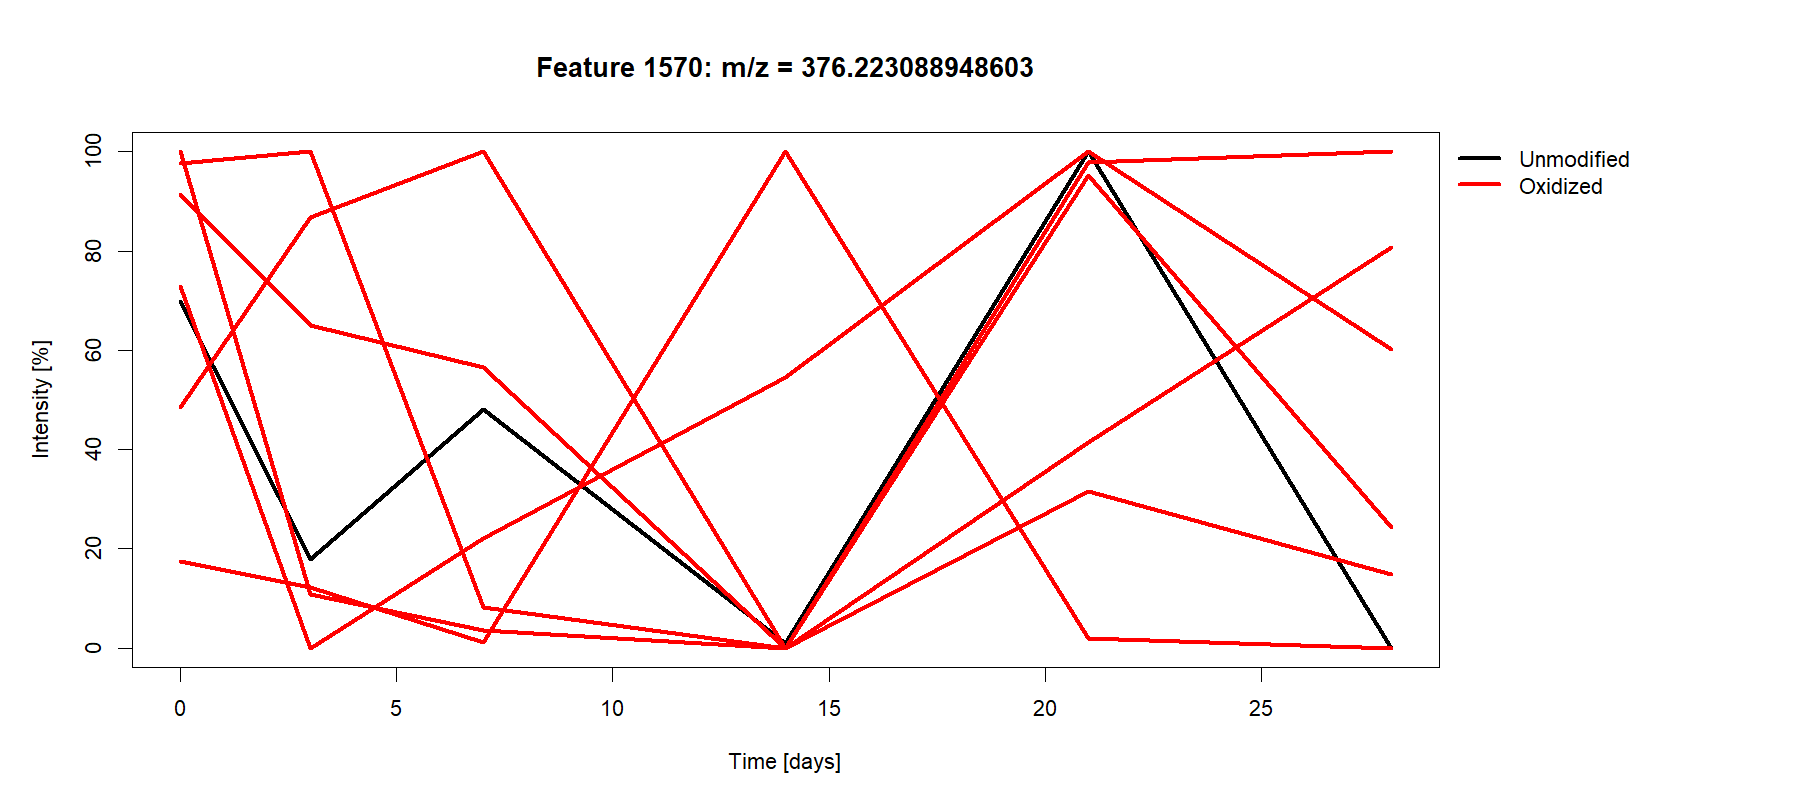 Feature 1570: m/z = 376.223088948603
Unmodified
Oxidized
Intensity [%]
100
80
60
40
20
0
0 5 10 15 20 25
Time [days]